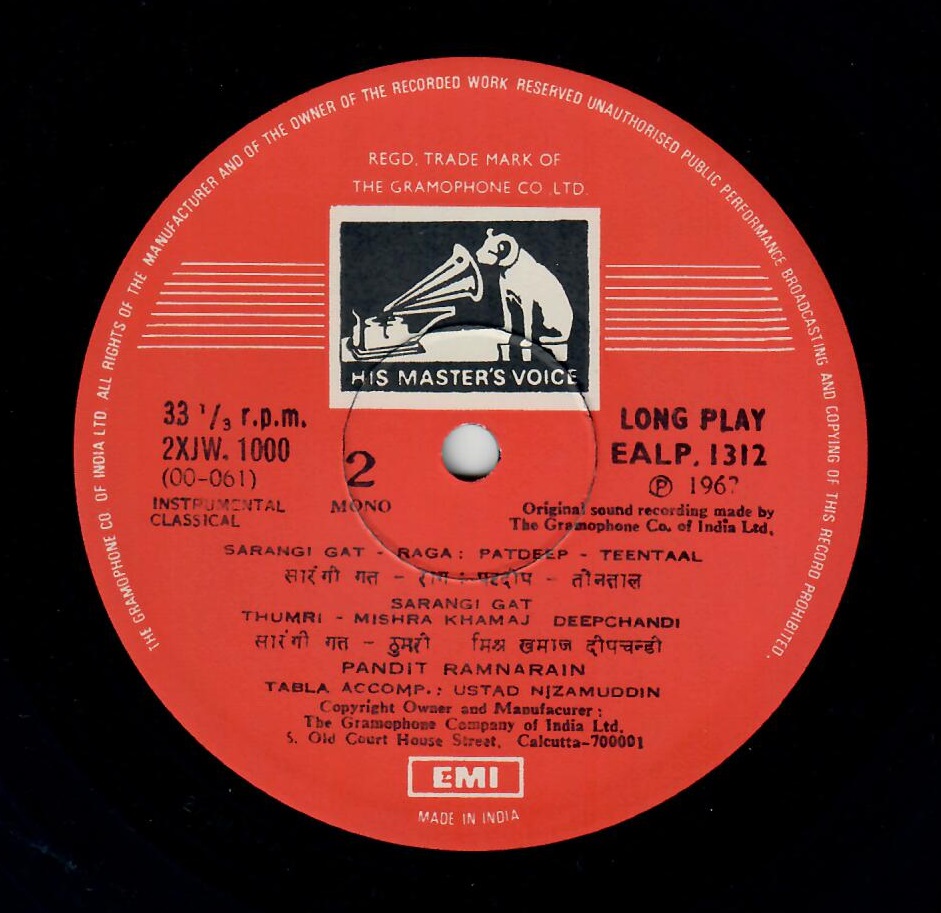 THE GRAMOPHONE CO OF INDIA LTD ALL RIGHTS OF THE MANUFACTURER AND OF THE OWNER OF THE RECORDED WORK RESERVED UNAUTHORISED PUBLIC PERFORMANCE BROADCASTING AND COPYING OF THIS RECORD PROHIBITED.
REGD. TRADE MARK OF
THE GRAMOPHONE CO. LTD.
HIS MASTER'S VOICE
33 1/3 r.p.m.
2XJW. 1000
(00-061)
INSTRUMENTAL
CLASSICAL
2
MONO
LONG PLAY
EALP. 1312
Ⓟ
Original sound recording made by
The Gramophone Co. of India Ltd.
SARANGI GAT - RAGA: PATDEEP - TEENTAAL
सारंगी गत - राग : पटदीप - तीनताल
SARANGI GAT
THUMRI - MISHRA KHAMAJ DEEPCHANDI
सारंगी गत - ठुमरी मिश्र खमाज दीपचन्डी
PANDIT RAMNARAIN
TABLA ACCOMP.: USTAD NIZAMUDDIN
Copyright Owner and Manufacurer :
The Gramophone Company of India Ltd.
5, Old Court House Street, Calcutta-700001
EMI
MADE IN INDIA